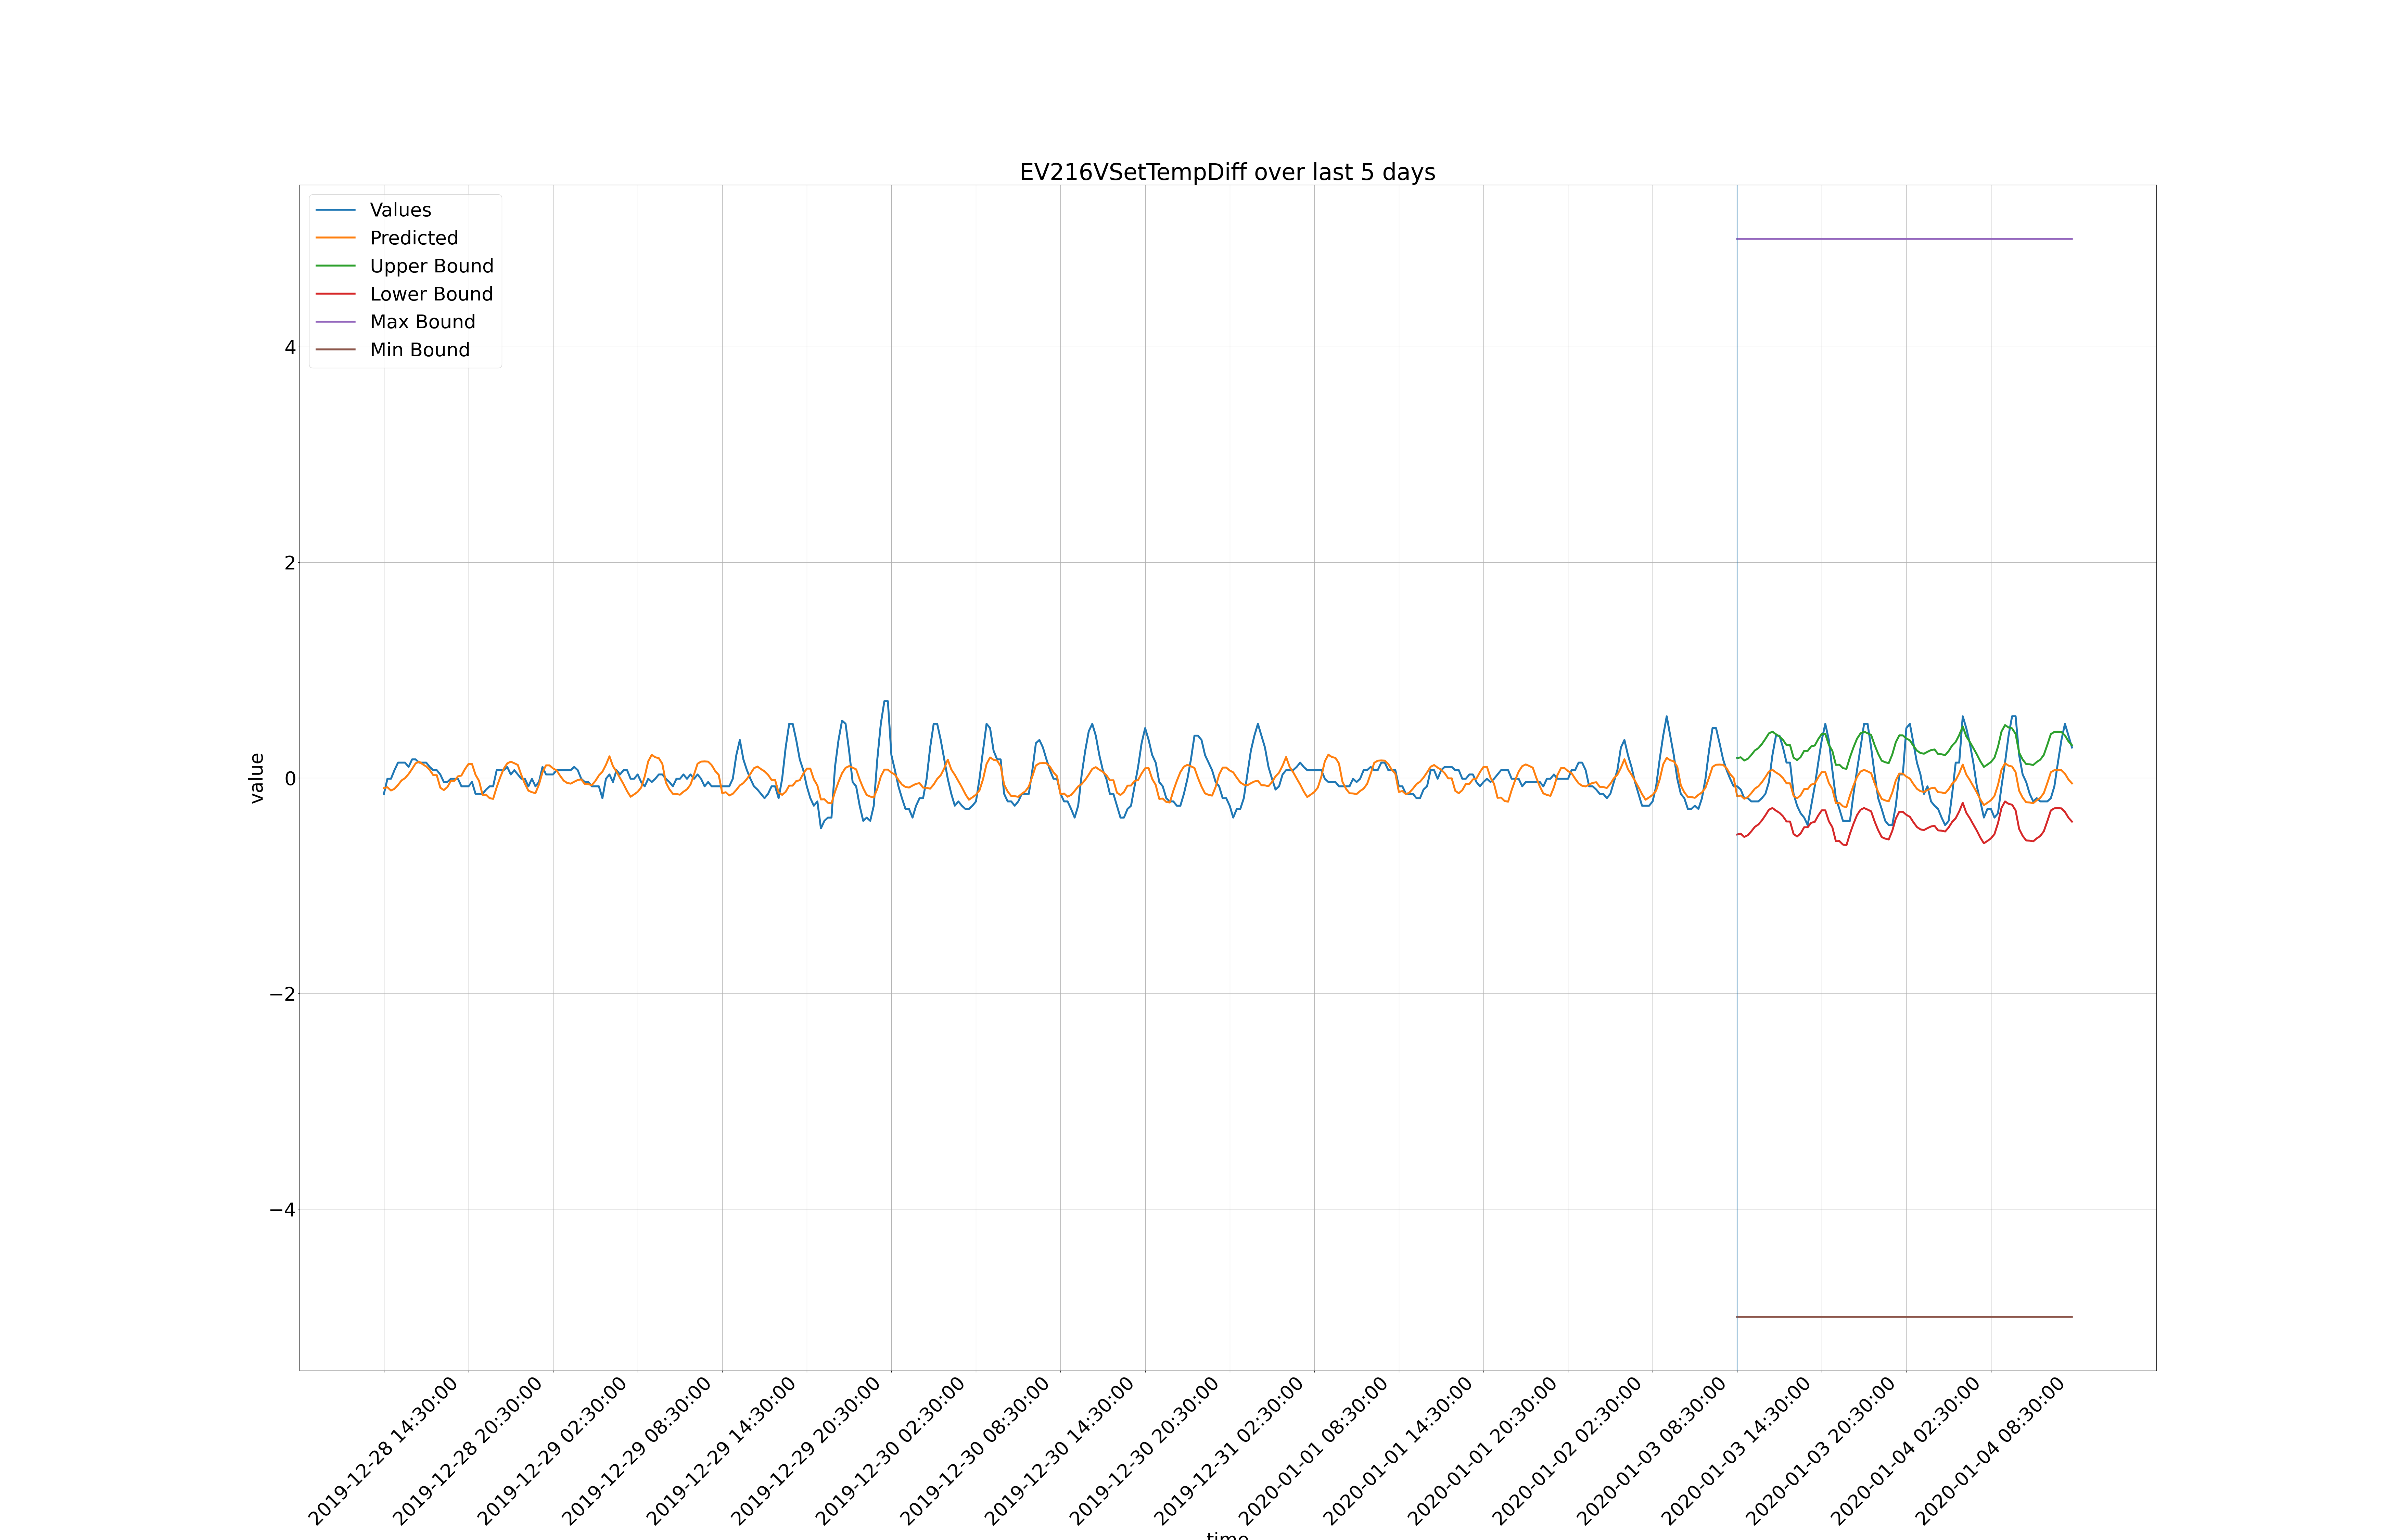 EV216VSetTempDiff over last 5 days
Values
Predicted
Upper Bound
Lower Bound
Max Bound
Min Bound
value
4
2
0
−2
−4
2019-12-28 14:30:00
2019-12-28 20:30:00
2019-12-29 02:30:00
2019-12-29 08:30:00
2019-12-29 14:30:00
2019-12-29 20:30:00
2019-12-30 02:30:00
2019-12-30 08:30:00
2019-12-30 14:30:00
2019-12-30 20:30:00
2019-12-31 02:30:00
2020-01-01 08:30:00
2020-01-01 14:30:00
2020-01-01 20:30:00
2020-01-02 02:30:00
2020-01-03 08:30:00
2020-01-03 14:30:00
2020-01-03 20:30:00
2020-01-04 02:30:00
2020-01-04 08:30:00
time